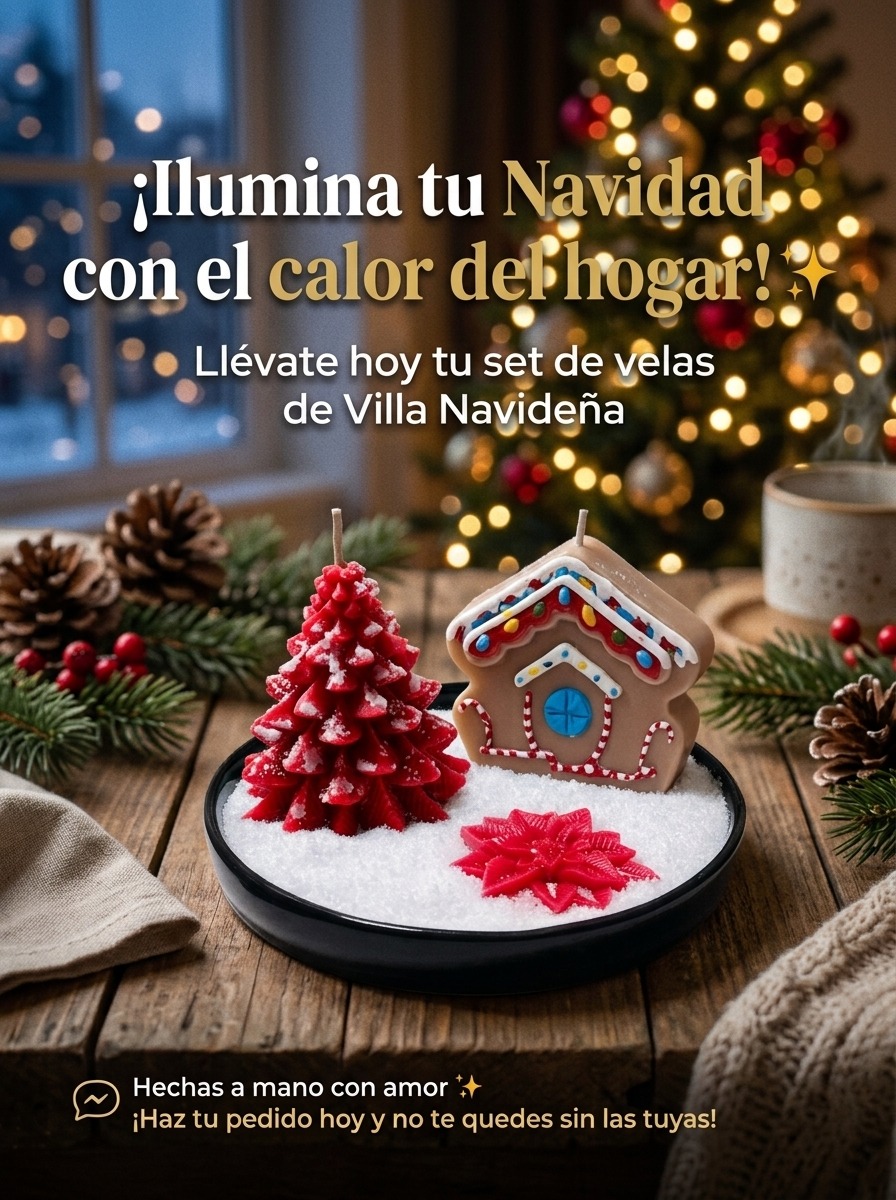 ¡Ilumina tu Navidad
con el calor del hogar!✨
Llévate hoy tu set de velas
de Villa Navideña
Hechas a mano con amor ✨
¡Haz tu pedido hoy y no te quedes sin las tuyas!